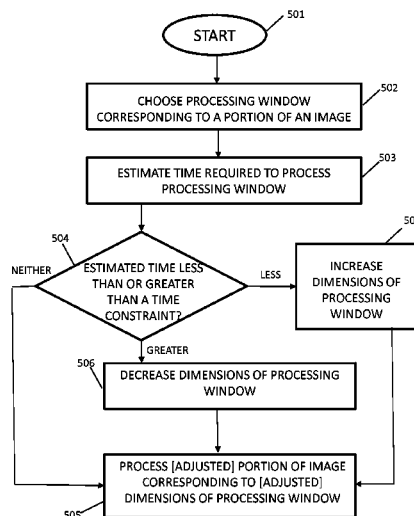 START
501
CHOOSE PROCESSING WINDOW
CORRESPONDING TO A PORTION OF AN IMAGE
502
ESTIMATE TIME REQUIRED TO PROCESS
PROCESSING WINDOW
503
504
ESTIMATED TIME LESS
THAN OR GREATER
THAN A TIME
CONSTRAINT?
NEITHER
LESS
GREATER
INCREASE
DIMENSIONS OF
PROCESSING
WINDOW
506
DECREASE DIMENSIONS OF PROCESSING
WINDOW
PROCESS [ADJUSTED] PORTION OF IMAGE
CORRESPONDING TO [ADJUSTED]
DIMENSIONS OF PROCESSING WINDOW
505